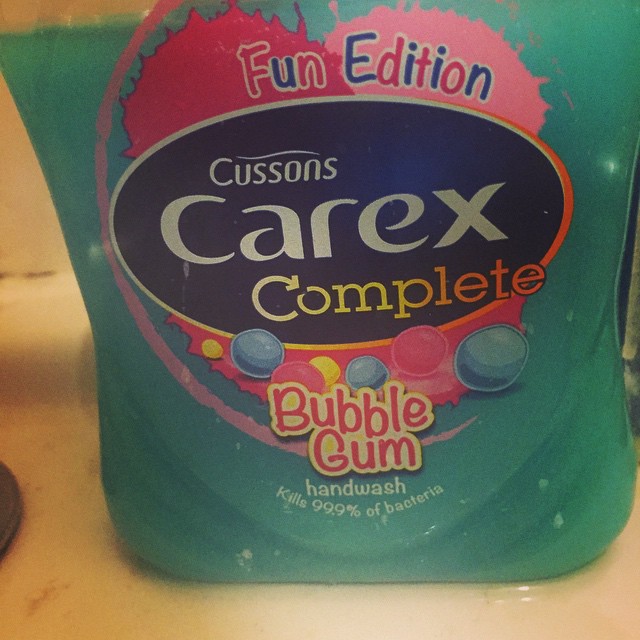 Fun Edition
Cussons
Carex
Complete
Bubble
Gum
handwash
Kills 99.9% of bacteria